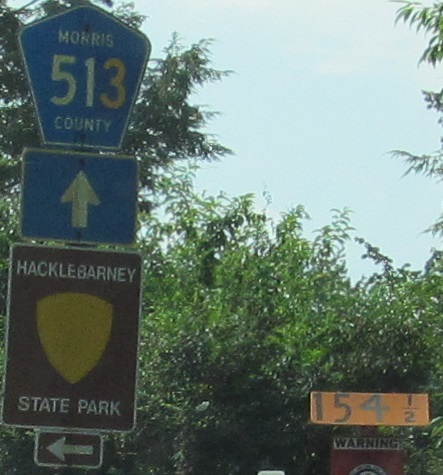 MORRIS
513
COUNTY
HACKLEBARNEY
STATE PARK
154 1/2
WARNING